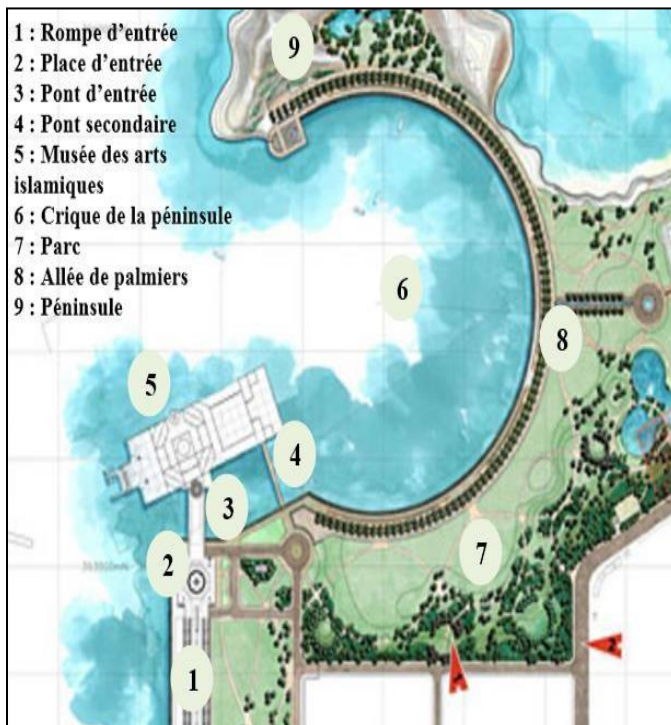 1 : Rompe d’entrée
2 : Place d’entrée
3 : Pont d’entrée
4 : Pont secondaire
5 : Musée des arts
islamiques
6 : Crique de la péninsule
7 : Parc
8 : Allée de palmiers
9 : Péninsule
9
6
8
5
4
3
2
7
1